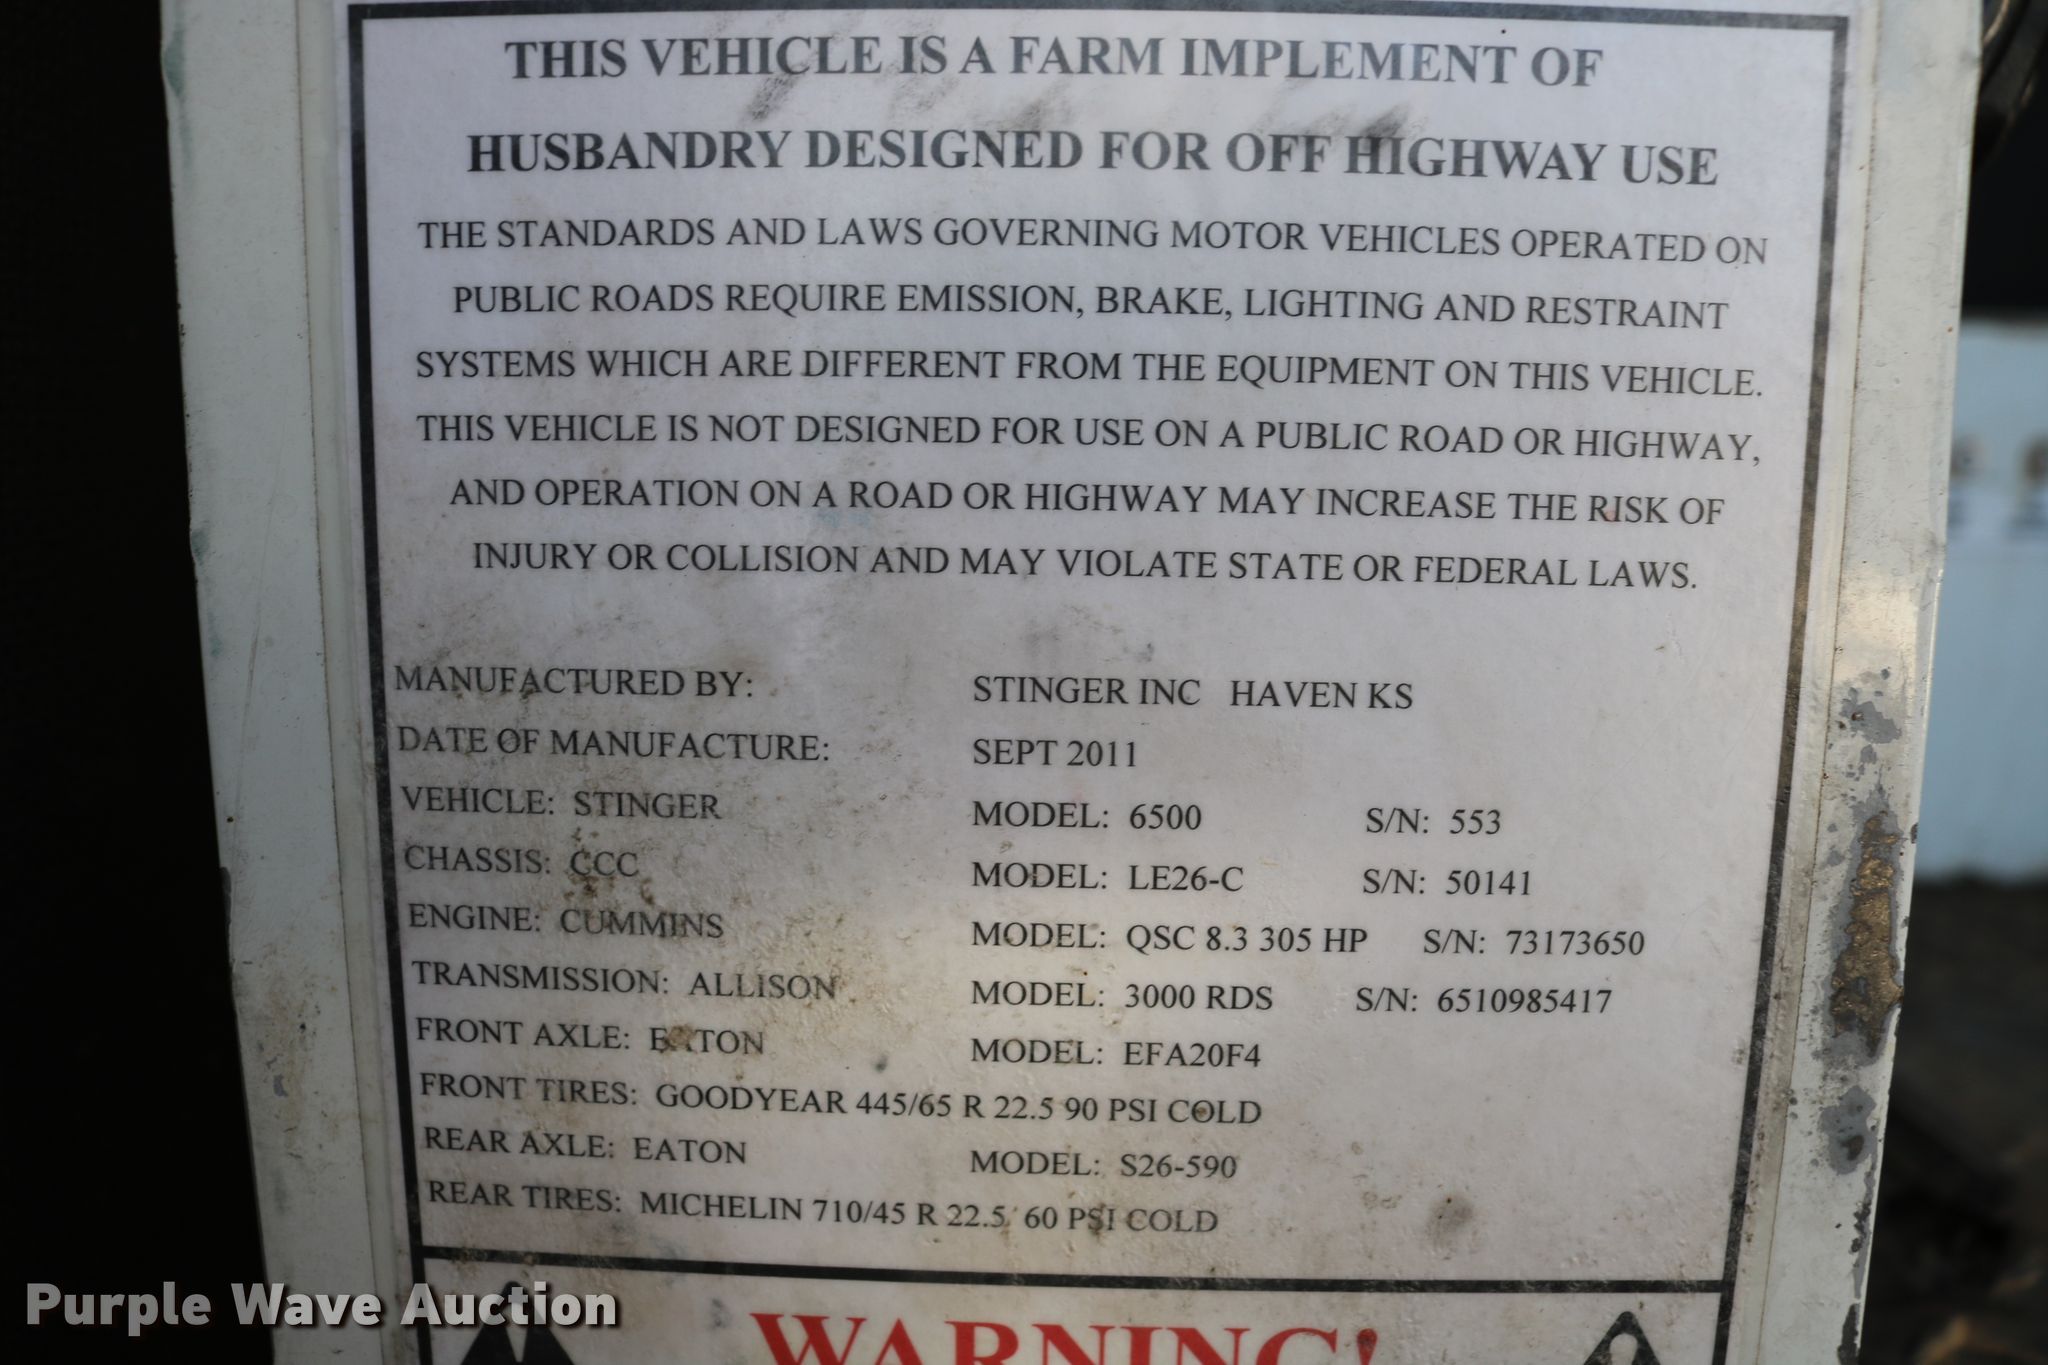 THIS VEHICLE IS A FARM IMPLEMENT OF
HUSBANDRY DESIGNED FOR OFF HIGHWAY USE
THE STANDARDS AND LAWS GOVERNING MOTOR VEHICLES OPERATED ON
PUBLIC ROADS REQUIRE EMISSION, BRAKE, LIGHTING AND RESTRAINT
SYSTEMS WHICH ARE DIFFERENT FROM THE EQUIPMENT ON THIS VEHICLE.
THIS VEHICLE IS NOT DESIGNED FOR USE ON A PUBLIC ROAD OR HIGHWAY,
AND OPERATION ON A ROAD OR HIGHWAY MAY INCREASE THE RISK OF
INJURY OR COLLISION AND MAY VIOLATE STATE OR FEDERAL LAWS.
MANUFACTURED BY: STINGER INC HAVEN KS
DATE OF MANUFACTURE: SEPT 2011
VEHICLE: STINGER MODEL: 6500 S/N: 553
CHASSIS: CCC MODEL: LE26-C S/N: 50141
ENGINE: CUMMINS MODEL: QSC 8.3 305 HP S/N: 73173650
TRANSMISSION: ALLISON MODEL: 3000 RDS S/N: 6510985417
FRONT AXLE: EATON MODEL: EFA20F4
FRONT TIRES: GOODYEAR 445/65 R 22.5 90 PSI COLD
REAR AXLE: EATON MODEL: S26-590
REAR TIRES: MICHELIN 710/45 R 22.5 60 PSI COLD
WARNING!
Purple Wave Auction